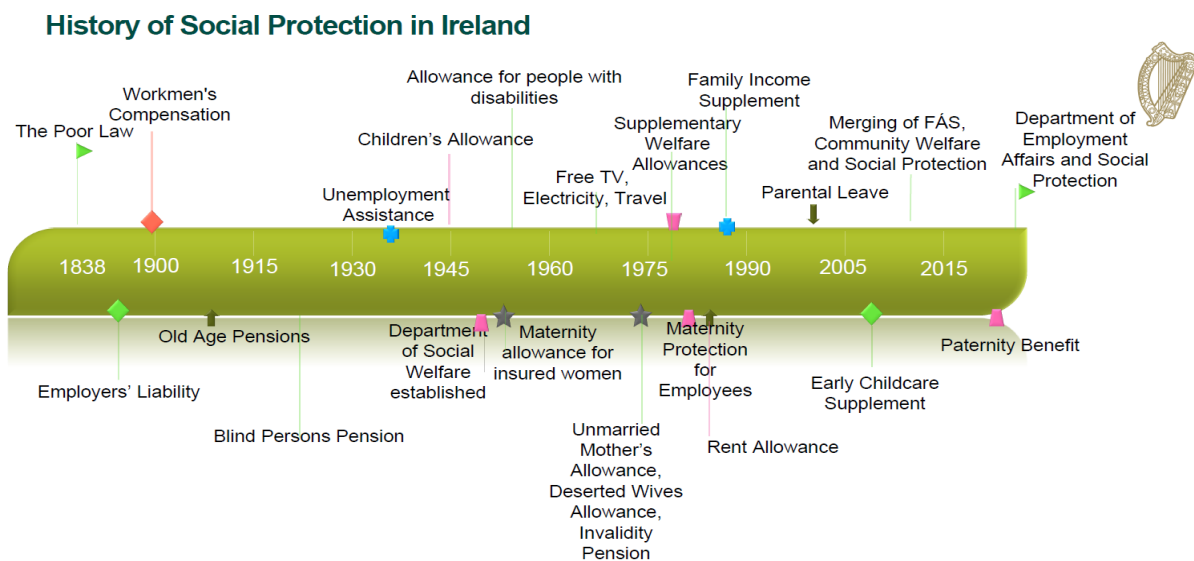 History of Social Protection in Ireland
The Poor Law
Workmen's
Compensation
Unemployment
Assistance
Children's Allowance
Allowance for people with
disabilities
Free TV,
Electricity, Travel
Supplementary
Welfare
Allowances
Family Income
Supplement
Parental Leave
Merging of FÁS,
Community Welfare
and Social Protection
Department of
Employment
Affairs and Social
Protection
1838
1900
1915
1930
1945
1960
1975
1990
2005
2015
Employers' Liability
Old Age Pensions
Blind Persons Pension
Department
of Social
Welfare
established
Maternity
allowance for
insured women
Unmarried
Mother's
Allowance,
Deserted Wives
Allowance,
Invalidity
Pension
Maternity
Protection
for
Employees
Rent Allowance
Early Childcare
Supplement
Paternity Benefit